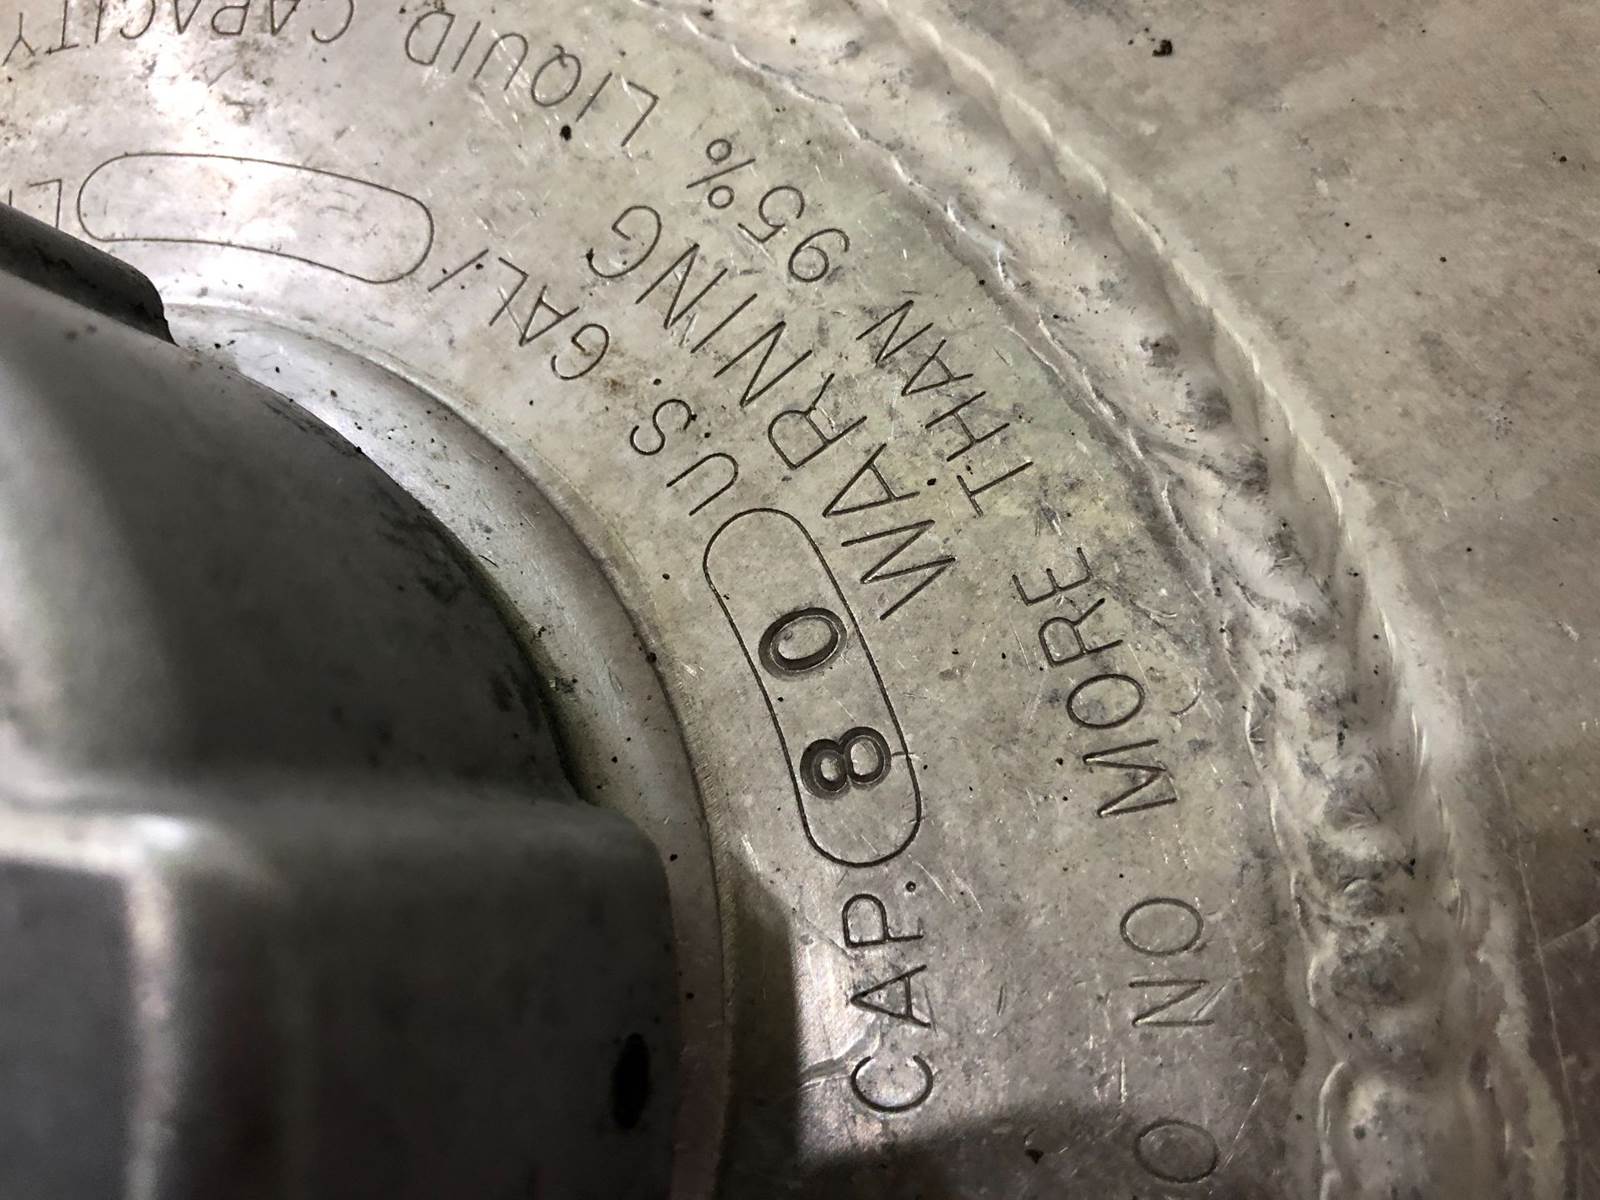 WARNING
O NO MORE THAN 95% LIQUID CAPACITY
CAP. 80 U.S. GAL/